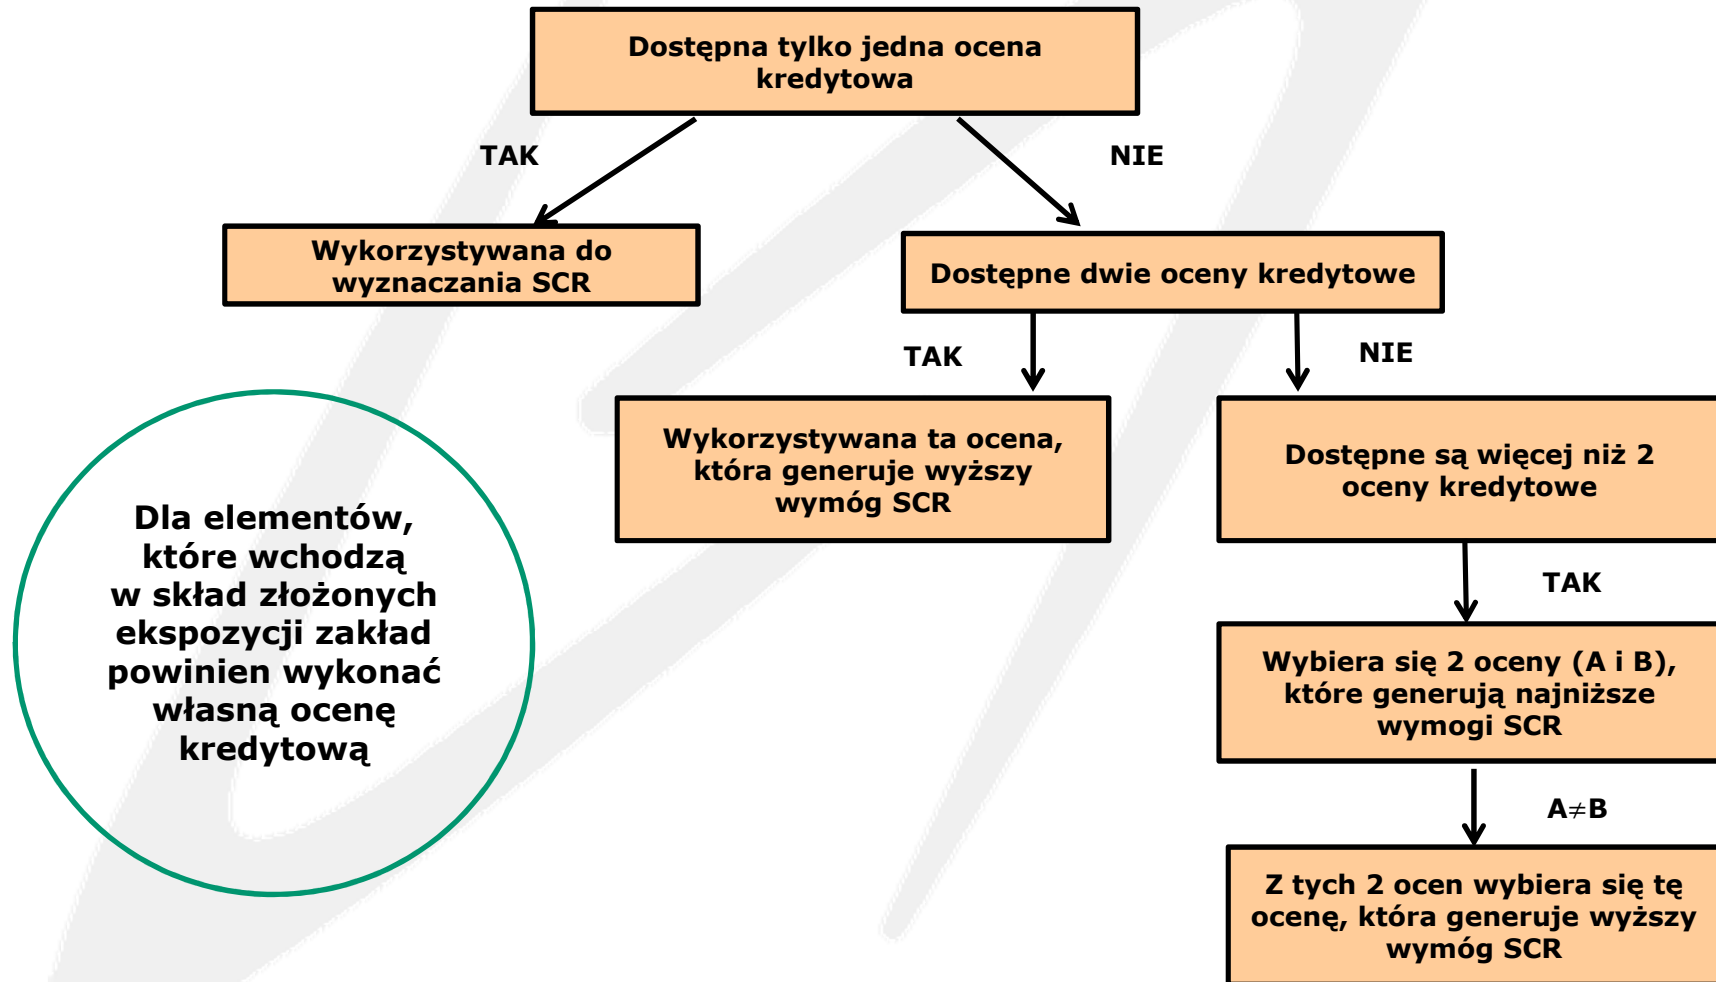 Dostępna tylko jedna ocena
kredytowa
TAK
NIE
Wykorzystywana do
wyznaczania SCR
Dostępne dwie oceny kredytowe
TAK
NIE
Wykorzystywana ta ocena,
która generuje wyższy
wymóg SCR
Dostępne są więcej niż 2
oceny kredytowe
Dla elementów,
które wchodzą
w skład złożonych
ekspozycji zakład
powinien wykonać
własną ocenę
kredytową
TAK
Wybiera się 2 oceny (A i B),
które generują najniższe
wymogi SCR
A≠B
Z tych 2 ocen wybiera się tę
ocenę, która generuje wyższy
wymóg SCR